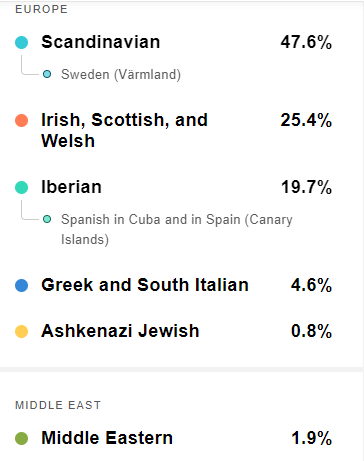 EUROPE
Scandinavian 47.6%
Sweden (Värmland)
Irish, Scottish, and 25.4%
Welsh
Iberian 19.7%
Spanish in Cuba and in Spain (Canary
Islands)
Greek and South Italian 4.6%
Ashkenazi Jewish 0.8%
MIDDLE EAST
Middle Eastern 1.9%